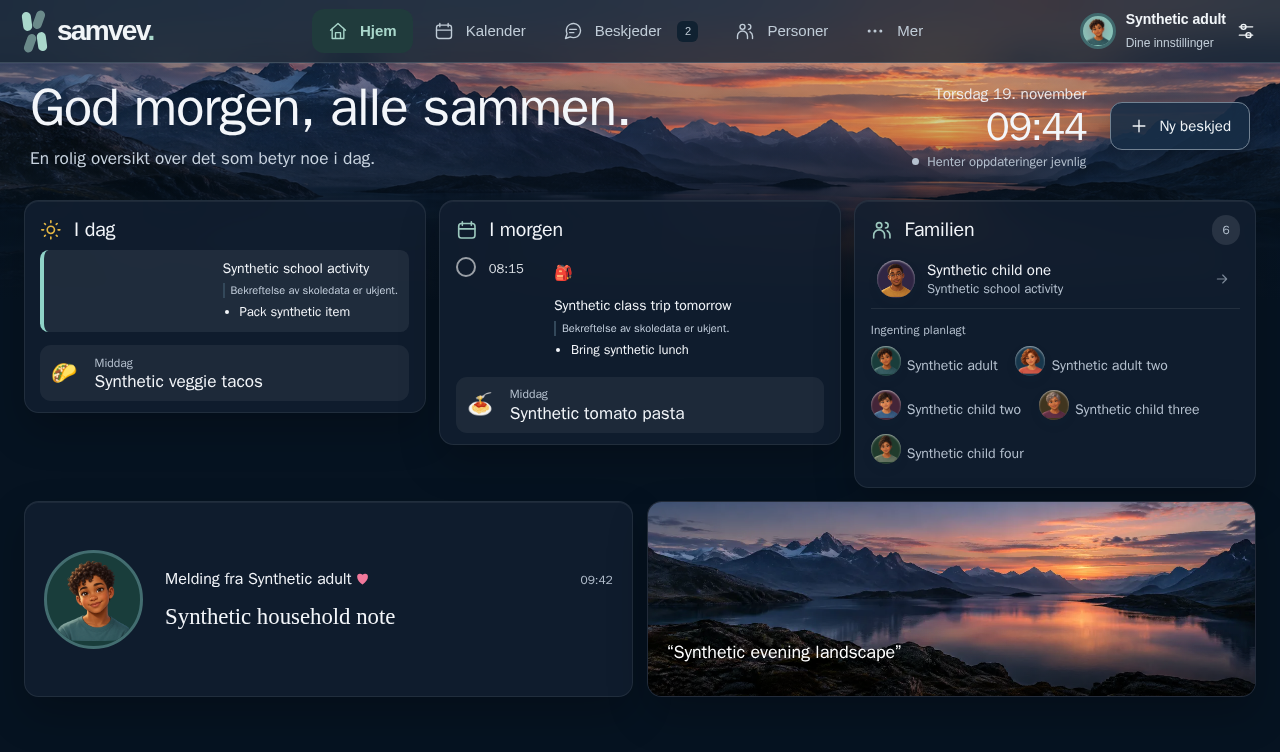 samvev.
Hjem
Kalender
Beskjeder 2
Personer
Mer
Synthetic adult
Dine innstillinger
God morgen, alle sammen.
En rolig oversikt over det som betyr noe i dag.
Torsdag 19. november
09:44
Henter oppdateringer jevnlig
Ny beskjed
I dag
Synthetic school activity
Bekreftelse av skoledata er ukjent.
• Pack synthetic item
Middag
Synthetic veggie tacos
I morgen
08:15
Synthetic class trip tomorrow
Bekreftelse av skoledata er ukjent.
• Bring synthetic lunch
Middag
Synthetic tomato pasta
Familien 6
Synthetic child one
Synthetic school activity
Ingenting planlagt
Synthetic adult
Synthetic adult two
Synthetic child two
Synthetic child three
Synthetic child four
Melding fra Synthetic adult
09:42
Synthetic household note
“Synthetic evening landscape”